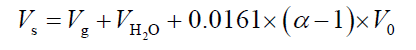 V_s = V_g + V_{H_2O} + 0.0161×(α−1)×V_0